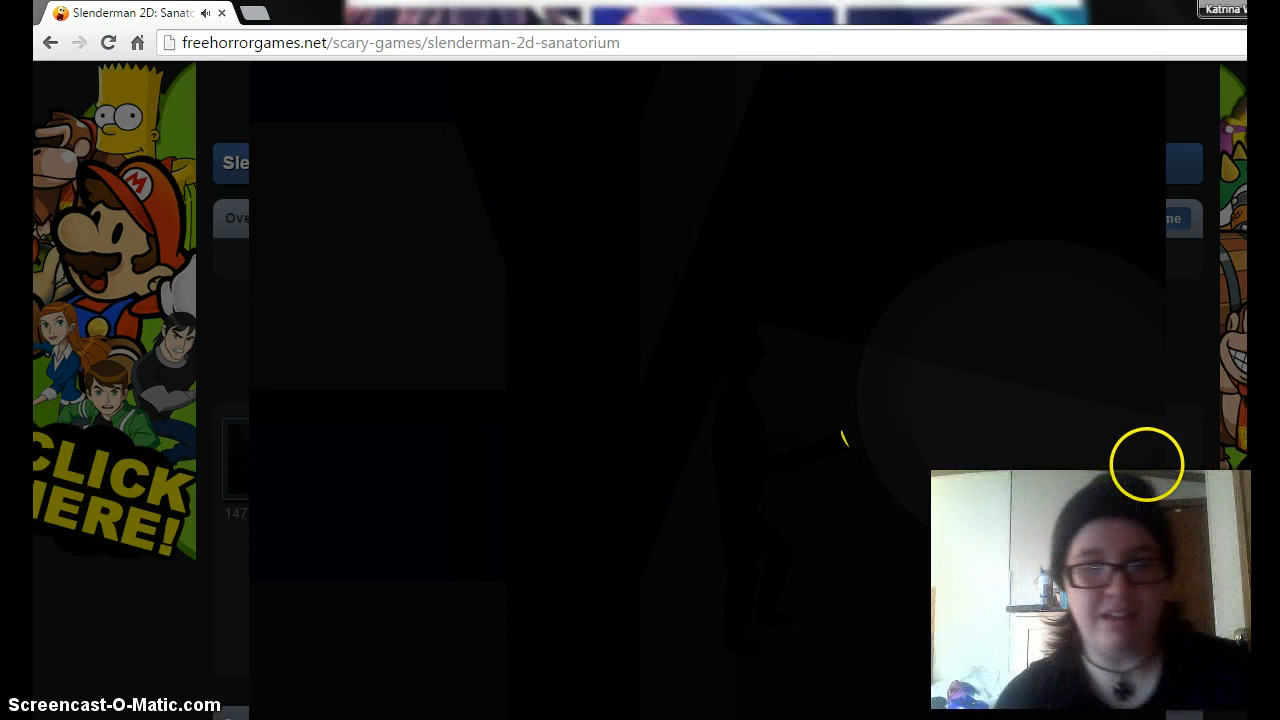 Slenderman 2D: Sanato
Katrina W
freehorrorgames.net/scary-games/slenderman-2d-sanatorium
M
Sle
Ove
me
CLICK
HERE!
147
Screencast-O-Matic.com